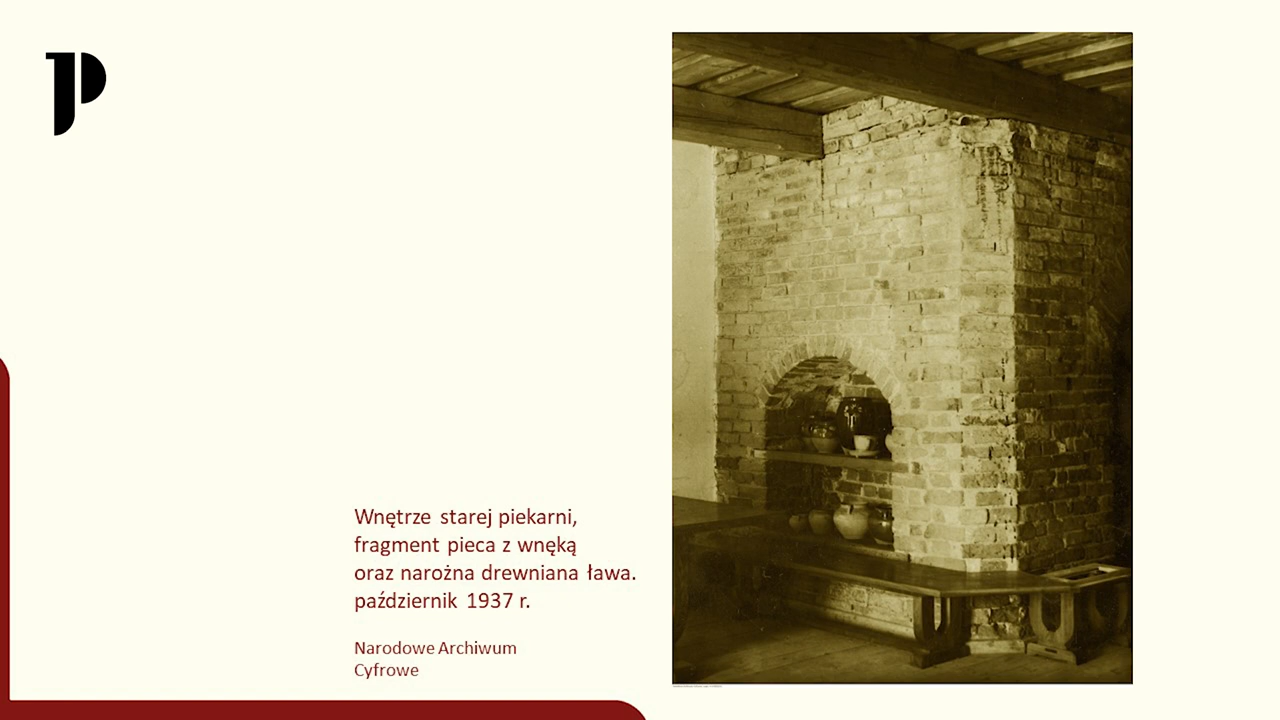 Wnętrze starej piekarni,
fragment pieca z wnęką
oraz narożna drewniana ława.
październik 1937 r.
Narodowe Archiwum
Cyfrowe